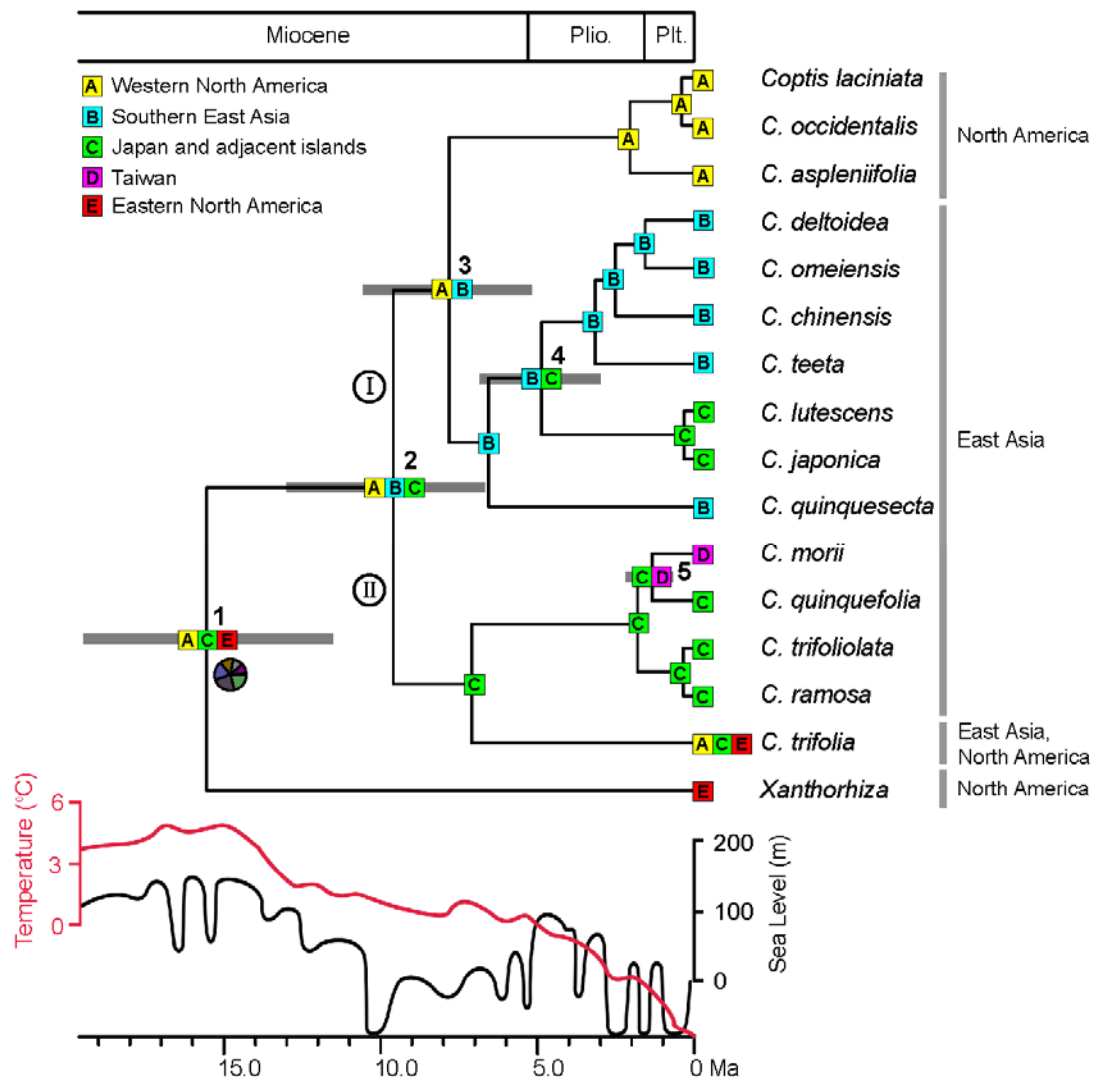 Miocene
Plio.
Plt.
A Western North America
B Southern East Asia
C Japan and adjacent islands
D Taiwan
E Eastern North America
A Coptis laciniata
A
A C. occidentalis
A
A C. aspleniifolia
North America
B C. deltoidea
B
B C. omeiensis
B
B C. chinensis
B
B C. teeta
3
A B
4
B C
I
C C. lutescens
C
C C. japonica
East Asia
B
2
A B C
B C. quinquesecta
D C. morii
C D 5
C C. quinquefolia
II
C
1
A C E
C C. trifoliolata
C
C C. ramosa
C
A C E C. trifolia
East Asia,
North America
E Xanthorhiza
North America
Temperature (°C)
6
3
0
200
100
0
Sea Level (m)
15.0
10.0
5.0
0 Ma